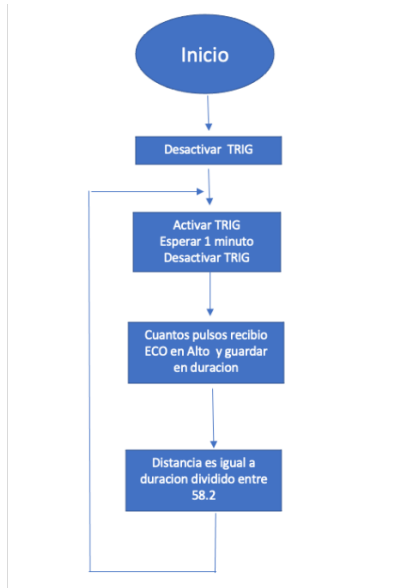 Inicio
Desactivar TRIG
Activar TRIG
Esperar 1 minuto
Desactivar TRIG
Cuantos pulsos recibio
ECO en Alto y guardar
en duracion
Distancia es igual a
duracion dividido entre
58.2